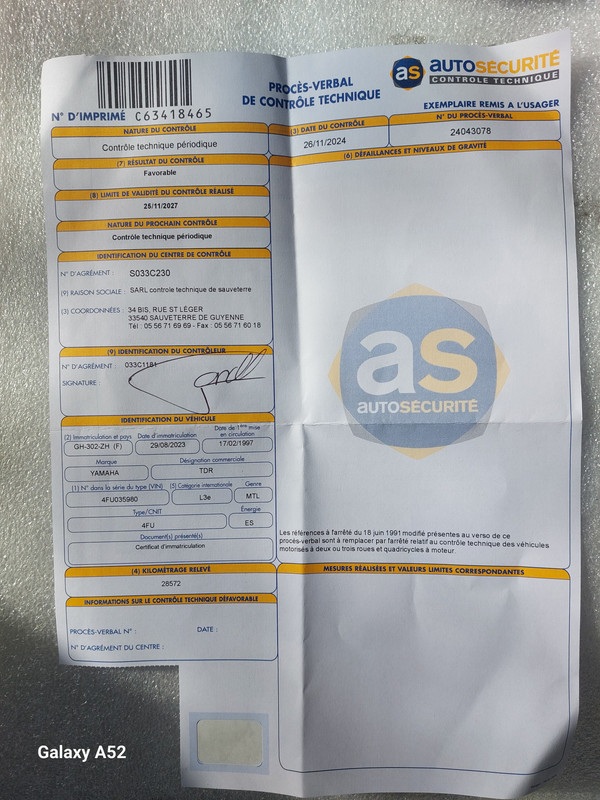 as AUTOSÉCURITÉ
CONTRÔLE TECHNIQUE
PROCÈS-VERBAL
DE CONTRÔLE TECHNIQUE
N° D'IMPRIMÉ C63418465
EXEMPLAIRE REMIS A L'USAGER
NATURE DU CONTRÔLE
Contrôle technique périodique
(3) DATE DU CONTRÔLE
26/11/2024
N° DU PROCÈS-VERBAL
24043078
(7) RÉSULTAT DU CONTRÔLE
Favorable
(6) DÉFAILLANCES ET NIVEAUX DE GRAVITÉ
(8) LIMITE DE VALIDITÉ DU CONTRÔLE RÉALISÉ
25/11/2027
NATURE DU PROCHAIN CONTRÔLE
Contrôle technique périodique
IDENTIFICATION DU CENTRE DE CONTRÔLE
N° D'AGRÉMENT : S033C230
(9) RAISON SOCIALE : SARL controle technique de sauveterre
(3) COORDONNÉES : 34 BIS, RUE ST LÉGER
33540 SAUVETERRE DE GUYENNE
Tél : 05 56 71 69 69 - Fax : 05 56 71 60 18
(9) IDENTIFICATION DU CONTRÔLEUR
N° D'AGRÉMENT : 033C1181
SIGNATURE :
as
AUTOSÉCURITÉ
IDENTIFICATION DU VÉHICULE
(2) Immatriculation et pays
GH-302-ZH (F)
Date d'immatriculation
29/08/2023
Date de 1ère mise
en circulation
17/02/1997
Marque
YAMAHA
Désignation commerciale
TDR
(1) N° dans la série du type (VIN)
4FU035980
(5) Catégorie internationale
L3e
Genre
MTL
Type/CNIT
4FU
Énergie
ES
Document(s) présenté(s)
Certificat d'immatriculation
Les références à l'arrêté du 18 juin 1991 modifié présentes au verso de ce
procès-verbal sont à remplacer par l'arrêté relatif au contrôle technique des véhicules
motorisés à deux ou trois roues et quadricycles à moteur.
(4) KILOMÉTRAGE RELEVÉ
28572
MESURES RÉALISÉES ET VALEURS LIMITES CORRESPONDANTES
INFORMATIONS SUR LE CONTRÔLE TECHNIQUE DÉFAVORABLE
PROCÈS-VERBAL N° : DATE :
N° D'AGRÉMENT DU CENTRE :
Galaxy A52